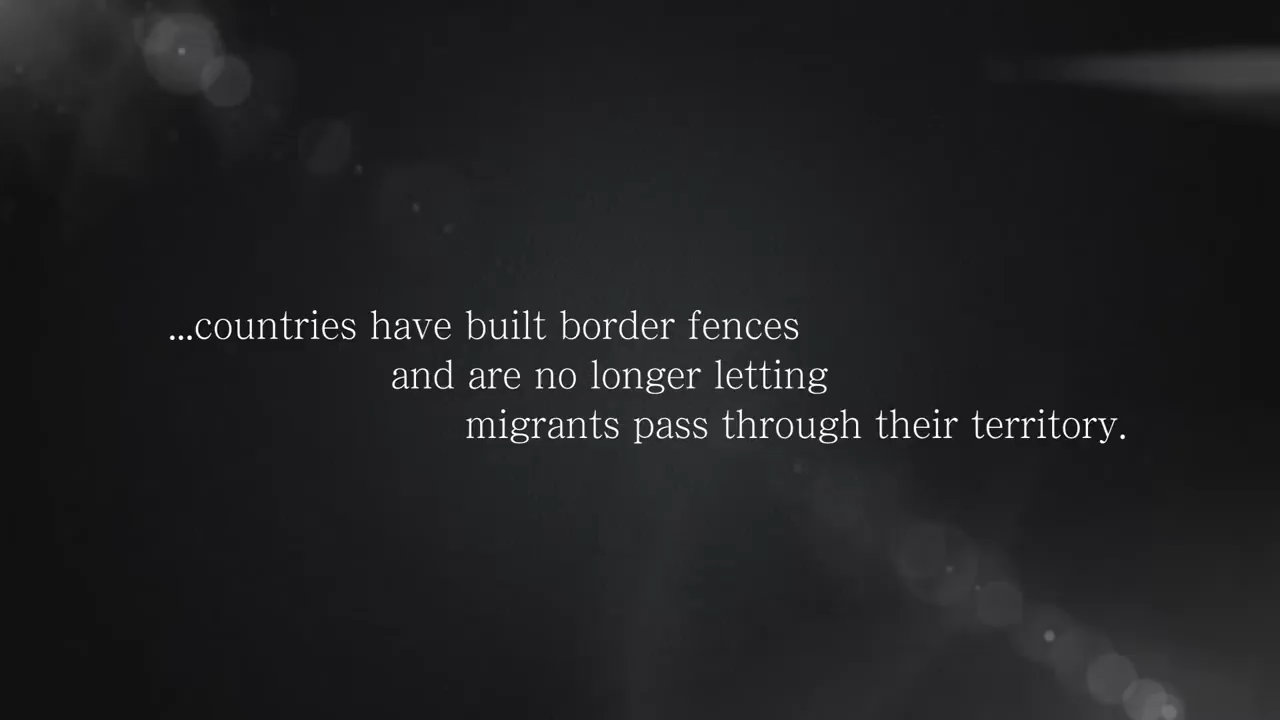 ...countries have built border fences
and are no longer letting
migrants pass through their territory.